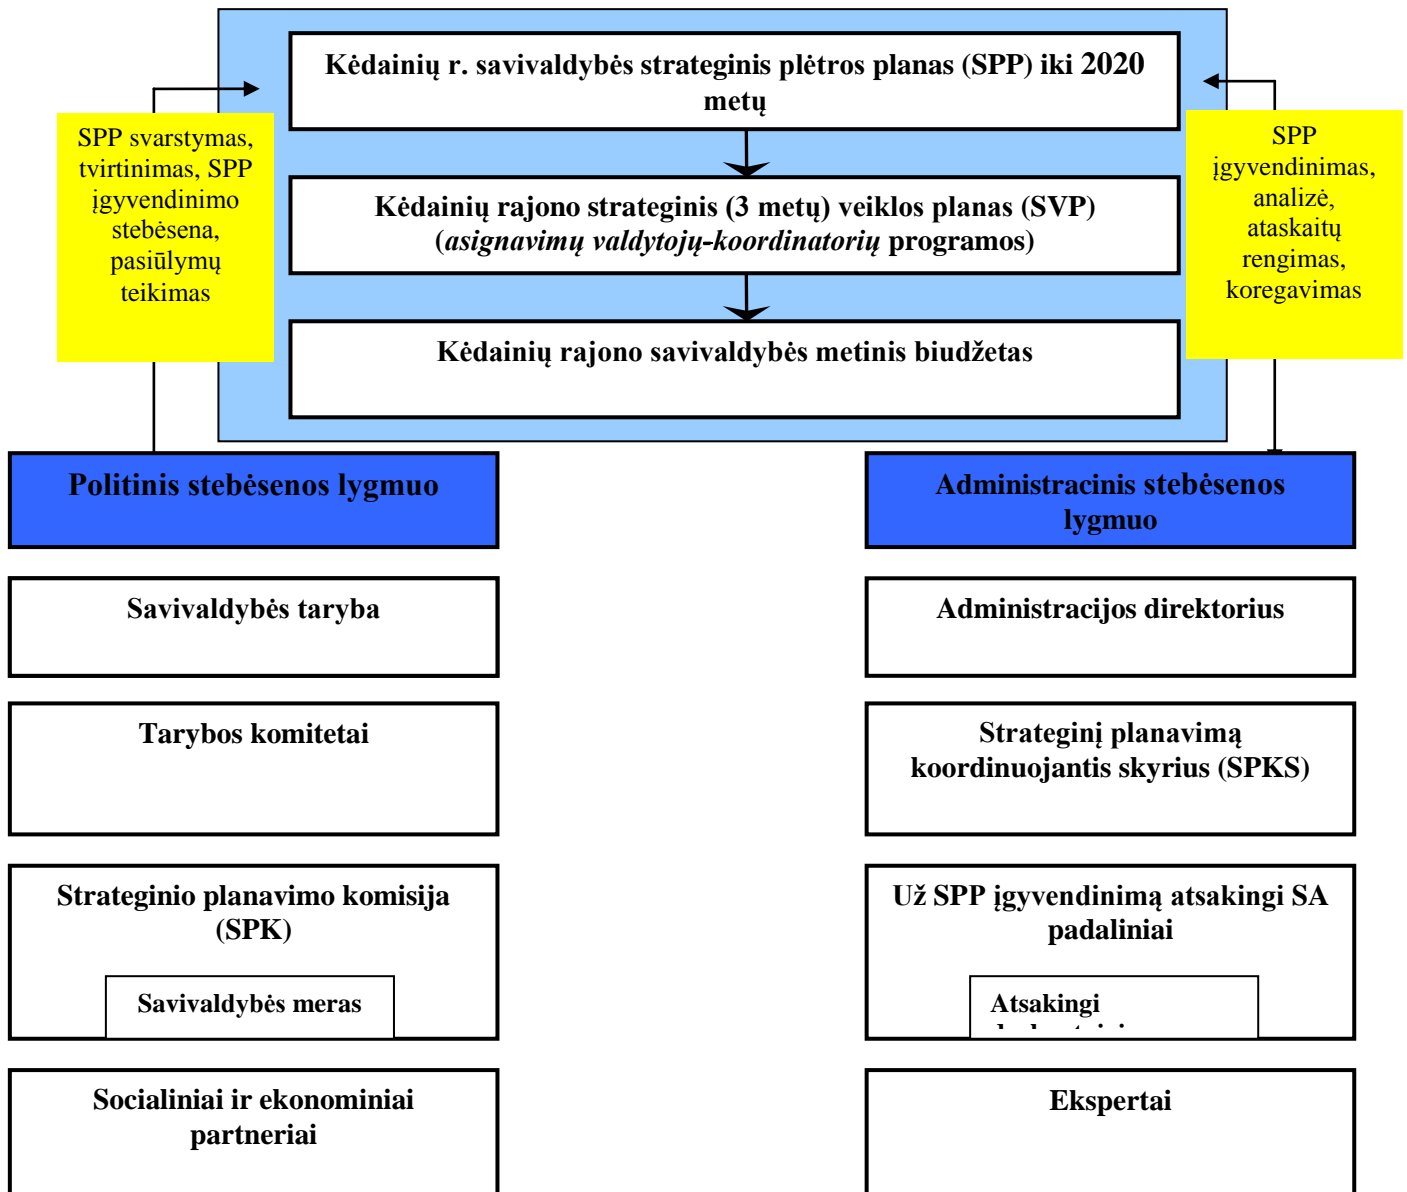 Kėdainių r. savivaldybės strateginis plėtros planas (SPP) iki 2020
metų
SPP svarstymas,
tvirtinimas, SPP
įgyvendinimo
stebėsena,
pasiūlymų
teikimas
SPP
įgyvendinimas,
analizė,
ataskaitų
rengimas,
koregavimas
Kėdainių rajono strateginis (3 metų) veiklos planas (SVP)
(asignavimų valdytojų-koordinatorių programos)
Kėdainių rajono savivaldybės metinis biudžetas
Politinis stebėsenos lygmuo
Administracinis stebėsenos
lygmuo
Savivaldybės taryba
Administracijos direktorius
Tarybos komitetai
Strateginį planavimą
koordinuojantis skyrius (SPKS)
Strateginio planavimo komisija
(SPK)
Savivaldybės meras
Už SPP įgyvendinimą atsakingi SA
padaliniai
Atsakingi
Socialiniai ir ekonominiai
partneriai
Ekspertai